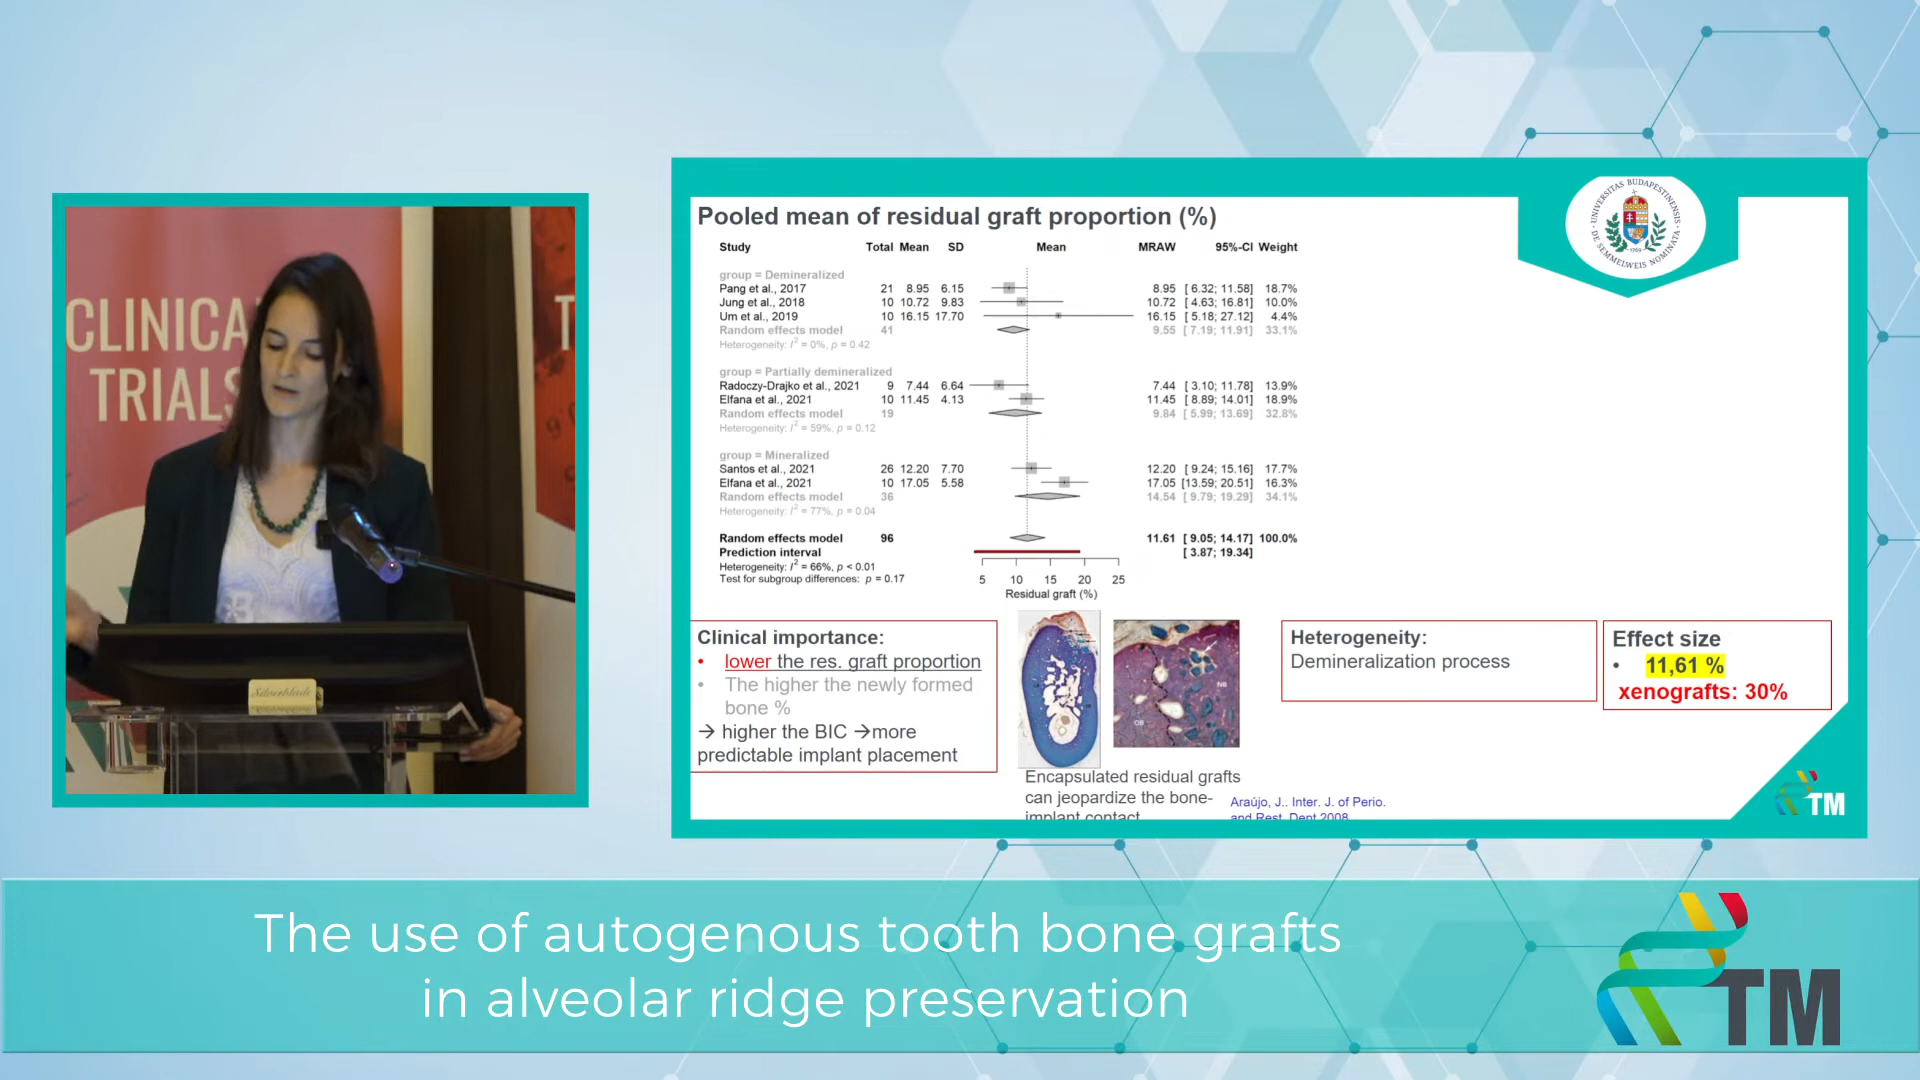 CLINICA
TRIALS
T
Silverblade
UNIVERSITAS BUDAPESTINENSIS DE SEMMELWEIS NOMINATA
1769
Pooled mean of residual graft proportion (%)
Study Total Mean SD Mean MRAW 95%-CI Weight
group = Demineralized
Pang et al., 2017 21 8.95 6.15 8.95 [ 6.32; 11.58] 18.7%
Jung et al., 2018 10 10.72 9.83 10.72 [ 4.63; 16.81] 10.0%
Um et al., 2019 10 16.15 17.70 16.15 [ 5.18; 27.12] 4.4%
Random effects model 41 9.55 [ 7.19; 11.91] 33.1%
Heterogeneity: I² = 0%, p = 0.42
group = Partially demineralized
Radoczy-Drajko et al., 2021 9 7.44 6.64 7.44 [ 3.10; 11.78] 13.9%
Elfana et al., 2021 10 11.45 4.13 11.45 [ 8.89; 14.01] 18.9%
Random effects model 19 9.84 [ 5.99; 13.69] 32.8%
Heterogeneity: I² = 59%, p = 0.12
group = Mineralized
Santos et al., 2021 26 12.20 7.70 12.20 [ 9.24; 15.16] 17.7%
Elfana et al., 2021 10 17.05 5.58 17.05 [13.59; 20.51] 16.3%
Random effects model 36 14.54 [ 9.79; 19.29] 34.1%
Heterogeneity: I² = 77%, p = 0.04
Random effects model 96 11.61 [ 9.05; 14.17] 100.0%
Prediction interval [ 3.87; 19.34]
Heterogeneity: I² = 66%, p < 0.01
Test for subgroup differences: p = 0.17
5 10 15 20 25
Residual graft (%)
Clinical importance:
• lower the res. graft proportion
• The higher the newly formed
bone %
→ higher the BIC →more
predictable implant placement
NB
OB
Encapsulated residual grafts
can jeopardize the bone-
implant contact
Araújo, J.. Inter. J. of Perio.
and Rest. Dent 2008
Heterogeneity:
Demineralization process
Effect size
• 11,61 %
xenografts: 30%
TM
The use of autogenous tooth bone grafts
in alveolar ridge preservation
TM